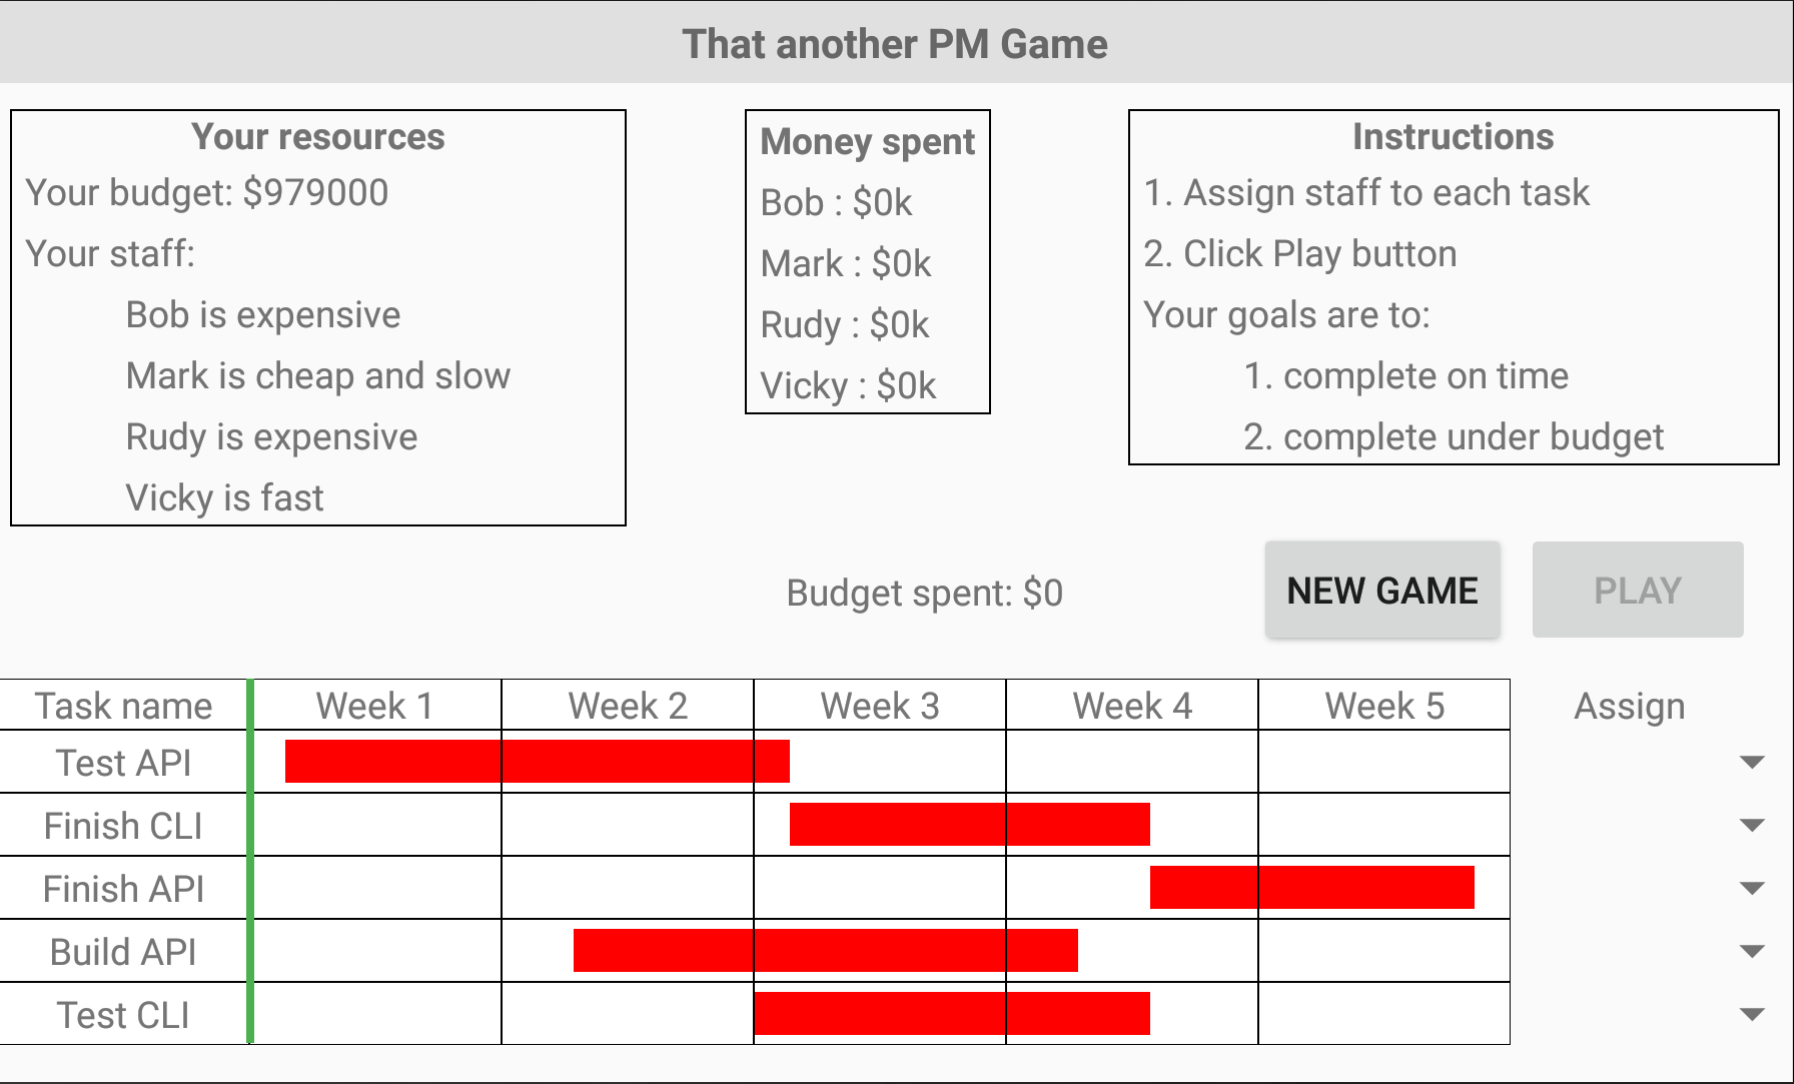 That another PM Game
Your resources
Your budget: $979000
Your staff:
Bob is expensive
Mark is cheap and slow
Rudy is expensive
Vicky is fast
Money spent
Bob : $0k
Mark : $0k
Rudy : $0k
Vicky : $0k
Instructions
1. Assign staff to each task
2. Click Play button
Your goals are to:
1. complete on time
2. complete under budget
Budget spent: $0
NEW GAME
PLAY
Task name Week 1 Week 2 Week 3 Week 4 Week 5 Assign
Test API
Finish CLI
Finish API
Build API
Test CLI